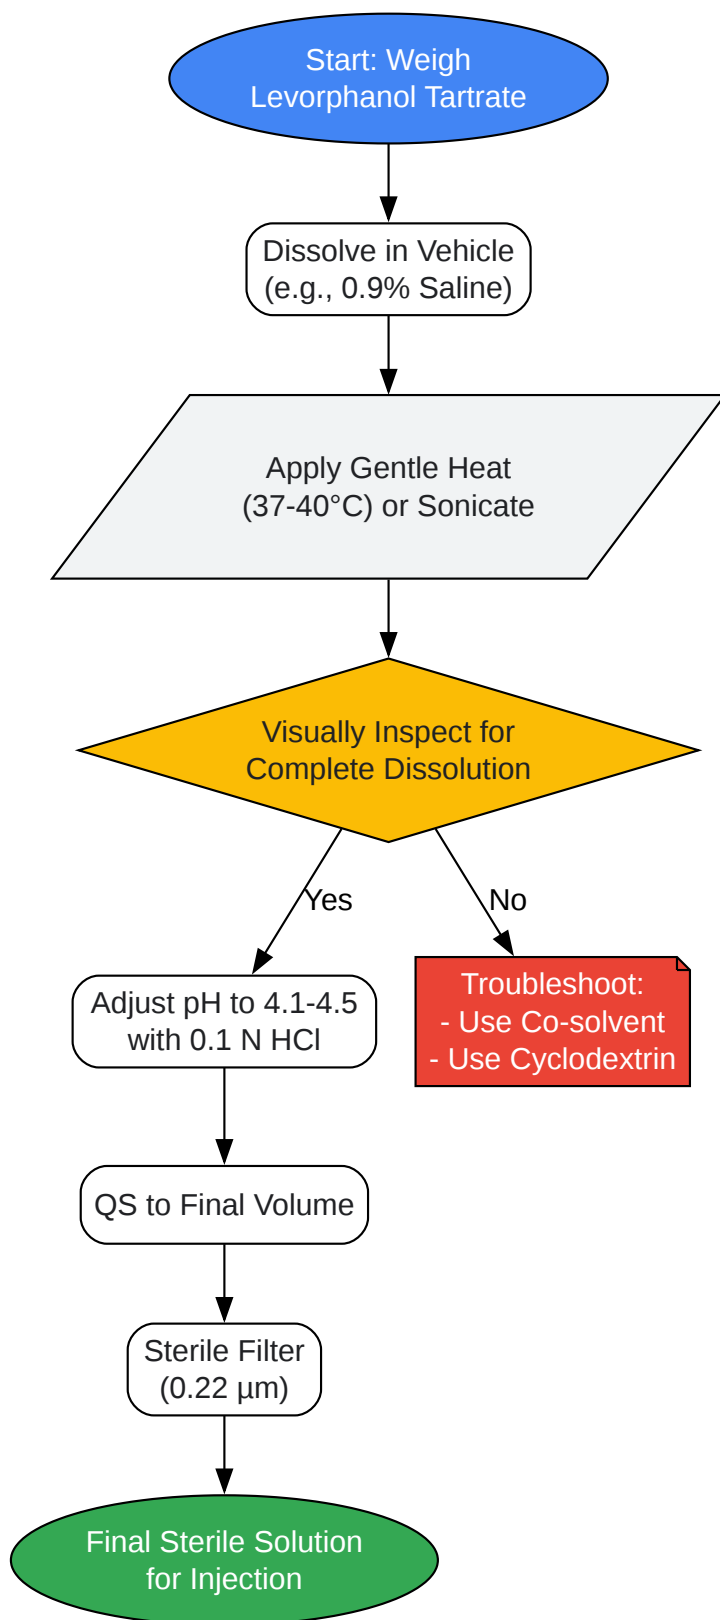 Start: Weigh
Levorphanol Tartrate
Dissolve in Vehicle
(e.g., 0.9% Saline)
Apply Gentle Heat
(37-40°C) or Sonicate
Visually Inspect for
Complete Dissolution
Yes
No
Adjust pH to 4.1-4.5
with 0.1 N HCl
Troubleshoot:
- Use Co-solvent
- Use Cyclodextrin
QS to Final Volume
Sterile Filter
(0.22 µm)
Final Sterile Solution
for Injection